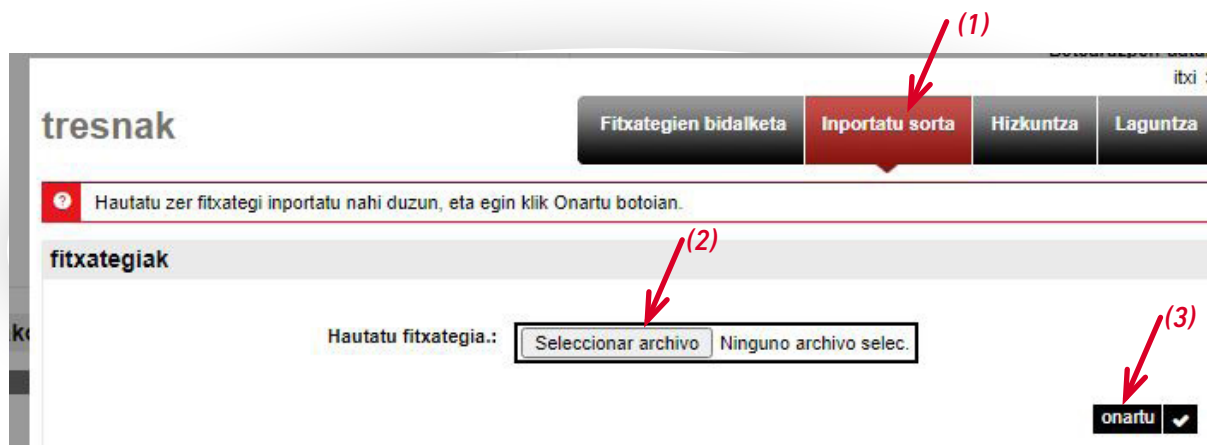 (1)
itxi
tresnak
Fitxategien bidalketa Inportatu sorta Hizkuntza Laguntza
Hautatu zer fitxategi inportatu nahi duzun, eta egin klik Onartu botoian.
(2)
fitxategiak
(3)
Hautatu fitxategia.: Seleccionar archivo Ninguno archivo selec.
onartu